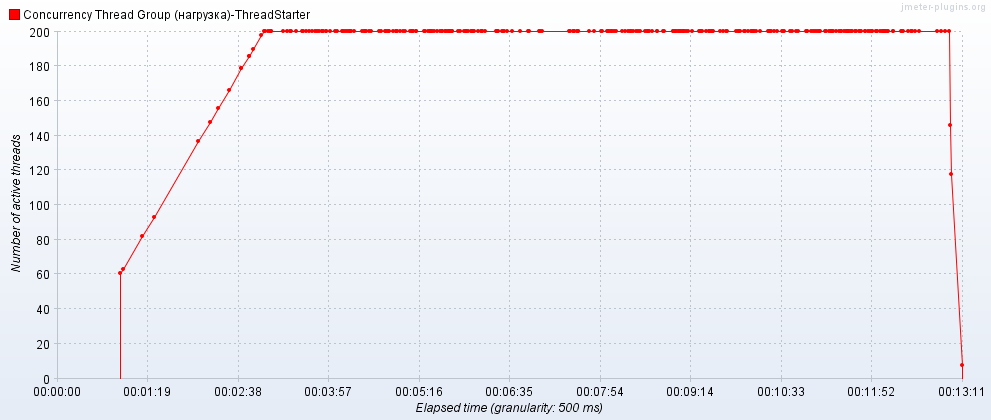 Concurrency Thread Group (нагрузка)-ThreadStarter
jmeter-plugins.org
200
180
160
140
120
100
80
60
40
20
0
Number of active threads
00:00:00 00:01:19 00:02:38 00:03:57 00:05:16 00:06:35 00:07:54 00:09:14 00:10:33 00:11:52 00:13:11
Elapsed time (granularity: 500 ms)